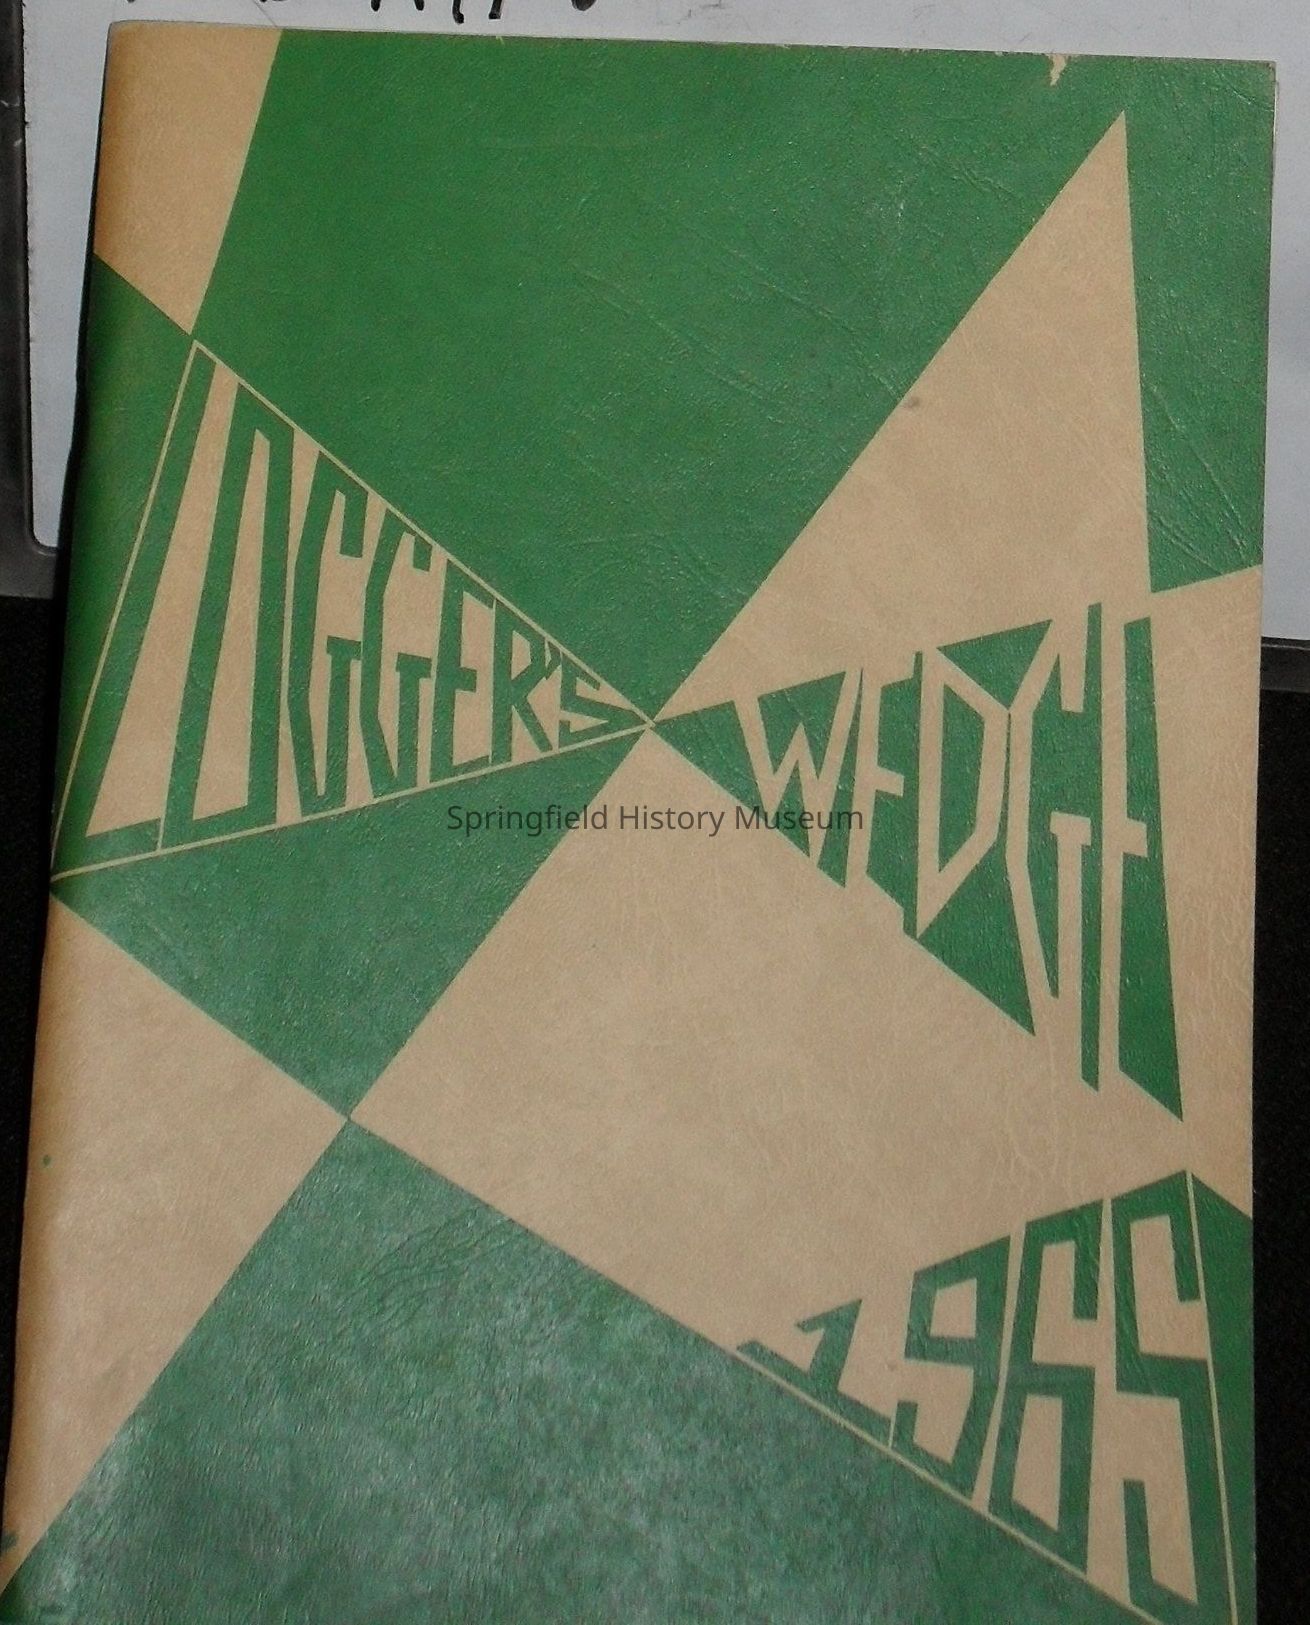 LOGGER'S
WEDGE
Springfield History Museum
1965